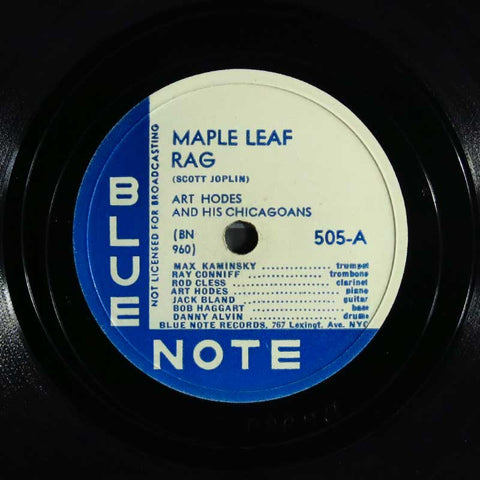 MAPLE LEAF
RAG
(SCOTT JOPLIN)
ART HODES
AND HIS CHICAGOANS
(BN
960)
505-A
MAX KAMINSKY .............. trumpet
RAY CONNIFF .............. trombone
ROD CLESS .............. clarinet
ART HODES .............. piano
JACK BLAND .............. guitar
BOB HAGGART .............. bass
DANNY ALVIN .............. drums
BLUE NOTE RECORDS, 767 Lexingt. Ave. NYC
NOT LICENSED FOR BROADCASTING
BLUE
NOTE